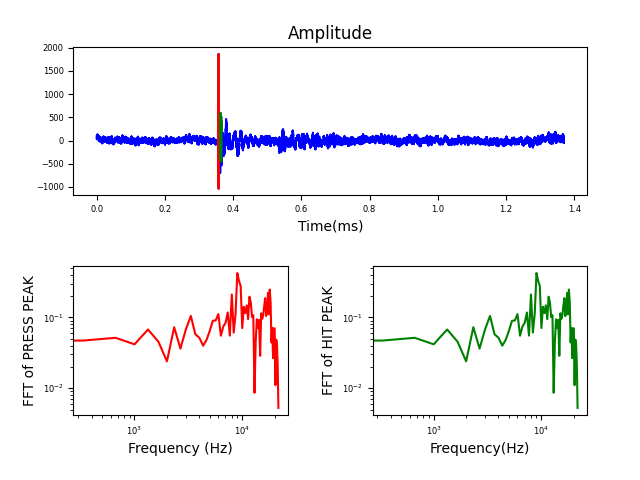 Amplitude
2000
1500
1000
500
0
−500
−1000
0.0 0.2 0.4 0.6 0.8 1.0 1.2 1.4
Time(ms)
FFT of PRESS PEAK
10⁻¹
10⁻²
10³ 10⁴
Frequency (Hz)
FFT of HIT PEAK
10⁻¹
10⁻²
10³ 10⁴
Frequency(Hz)